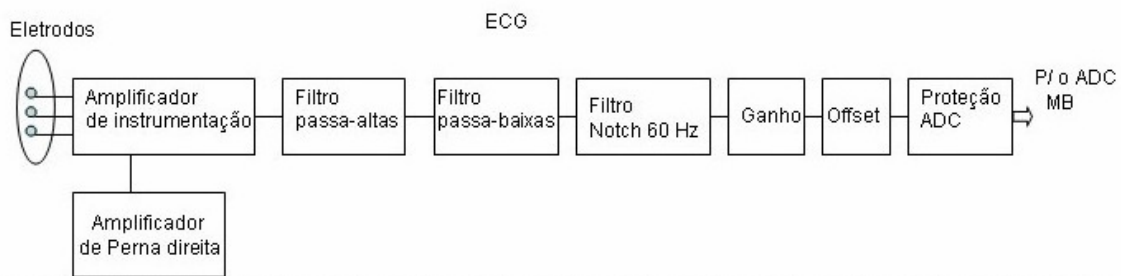 ECG
Eletrodos
Amplificador
de instrumentação
Filtro
passa-altas
Filtro
passa-baixas
Filtro
Notch 60 Hz
Ganho
Offset
Proteção
ADC
P/ o ADC
MB
Amplificador
de Perna direita